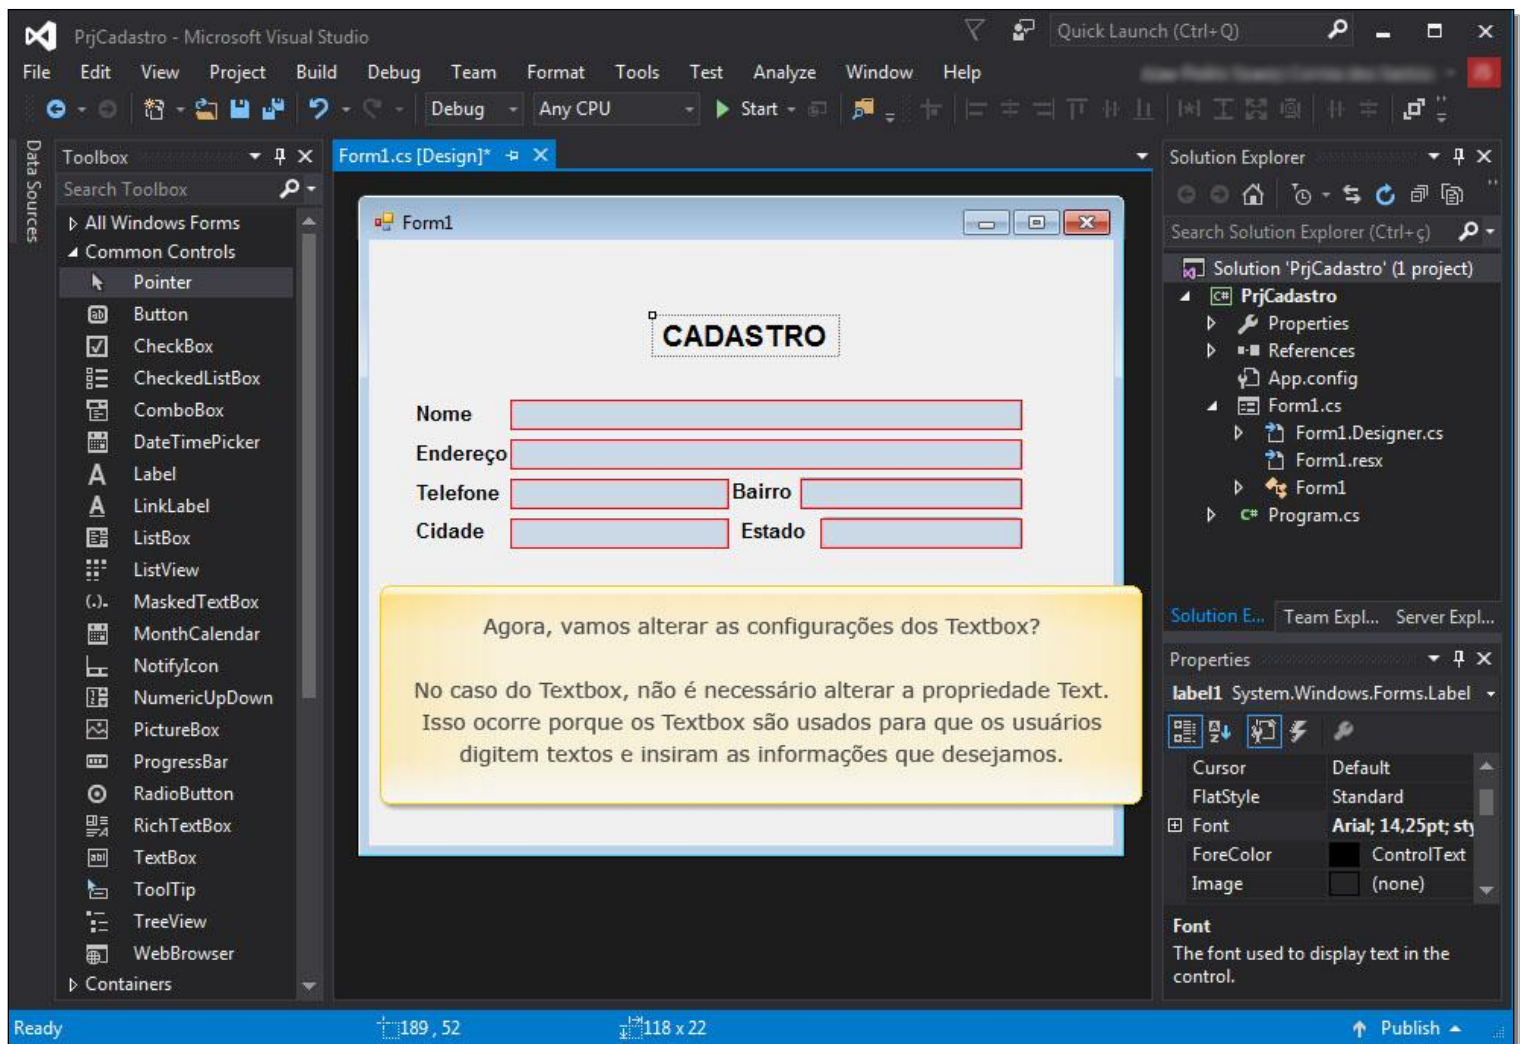 PrjCadastro - Microsoft Visual Studio
Quick Launch (Ctrl+Q)
File Edit View Project Build Debug Team Format Tools Test Analyze Window Help
Debug Any CPU Start
Data Sources
Toolbox
Search Toolbox
All Windows Forms
Common Controls
Pointer
Button
CheckBox
CheckedListBox
ComboBox
DateTimePicker
Label
LinkLabel
ListBox
ListView
MaskedTextBox
MonthCalendar
NotifyIcon
NumericUpDown
PictureBox
ProgressBar
RadioButton
RichTextBox
TextBox
ToolTip
TreeView
WebBrowser
Containers
Form1.cs [Design]*
Form1
CADASTRO
Nome
Endereço
Telefone Bairro
Cidade Estado
Agora, vamos alterar as configurações dos Textbox?
No caso do Textbox, não é necessário alterar a propriedade Text.
Isso ocorre porque os Textbox são usados para que os usuários
digitem textos e insiram as informações que desejamos.
Solution Explorer
Search Solution Explorer (Ctrl+ç)
Solution 'PrjCadastro' (1 project)
C# PrjCadastro
Properties
References
App.config
Form1.cs
Form1.Designer.cs
Form1.resx
Form1
C# Program.cs
Solution E... Team Expl... Server Expl...
Properties
label1 System.Windows.Forms.Label
Cursor Default
FlatStyle Standard
Font Arial; 14,25pt; sty
ForeColor ControlText
Image (none)
Font
The font used to display text in the
control.
Ready 189 , 52 118 x 22 Publish